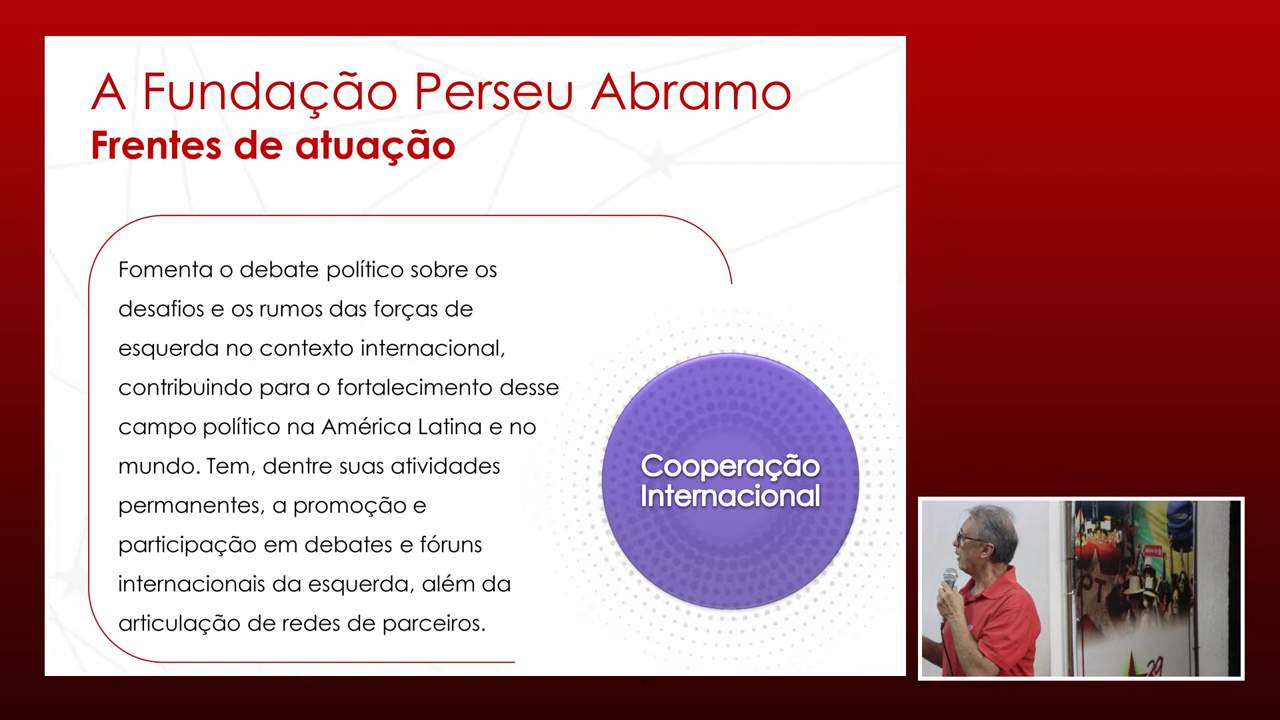 A Fundação Perseu Abramo
Frentes de atuação
Fomenta o debate político sobre os
desafios e os rumos das forças de
esquerda no contexto internacional,
contribuindo para o fortalecimento desse
campo político na América Latina e no
mundo. Tem, dentre suas atividades
permanentes, a promoção e
participação em debates e fóruns
internacionais da esquerda, além da
articulação de redes de parceiros.
Cooperação
Internacional
PT
29